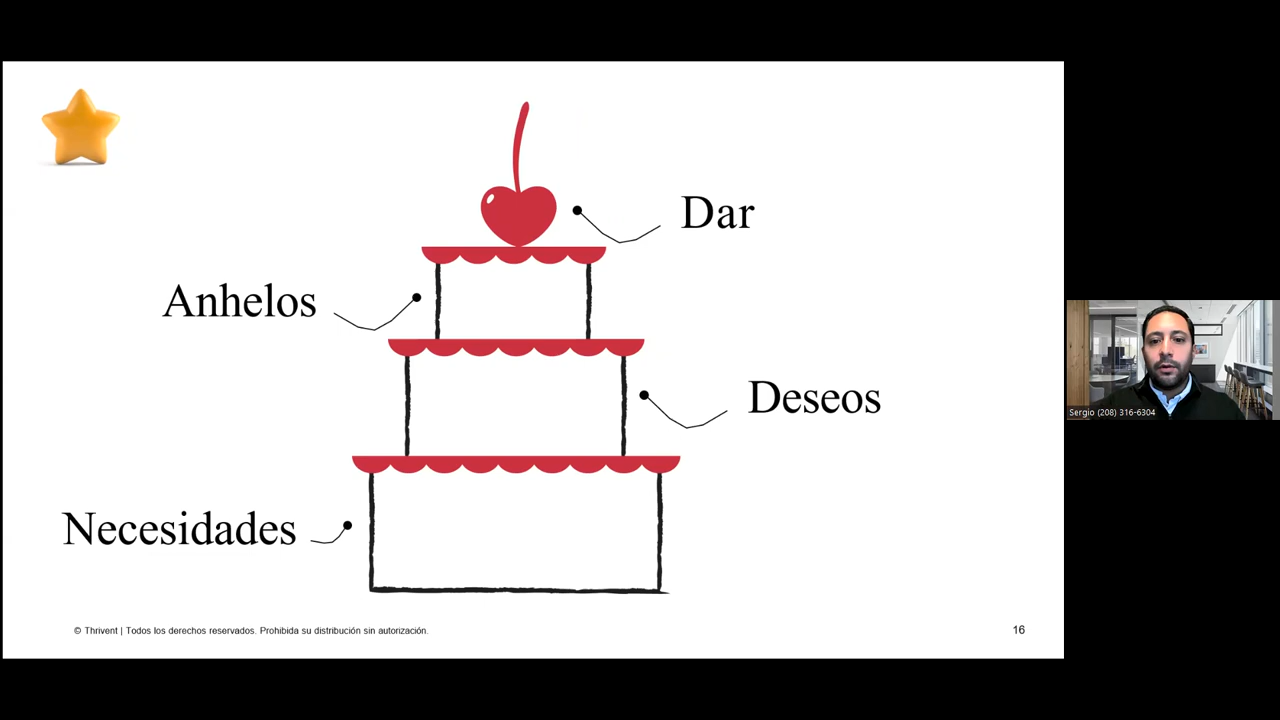 Dar
Anhelos
Deseos
Necesidades
© Thrivent | Todos los derechos reservados. Prohibida su distribución sin autorización.
16
Sergio (208) 316-6304